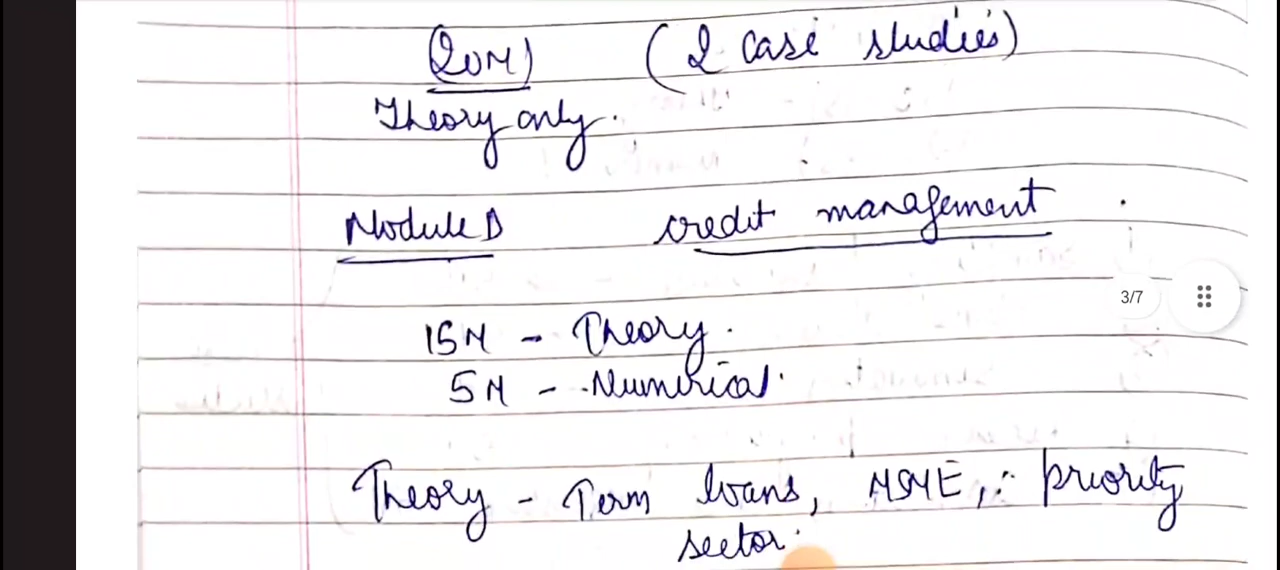 (20M) (2 case studies)
Theory only.
Module D credit management
3/7
15M - Theory.
5M - Numerical.
Theory - Term loans, MSME, priority
sector.